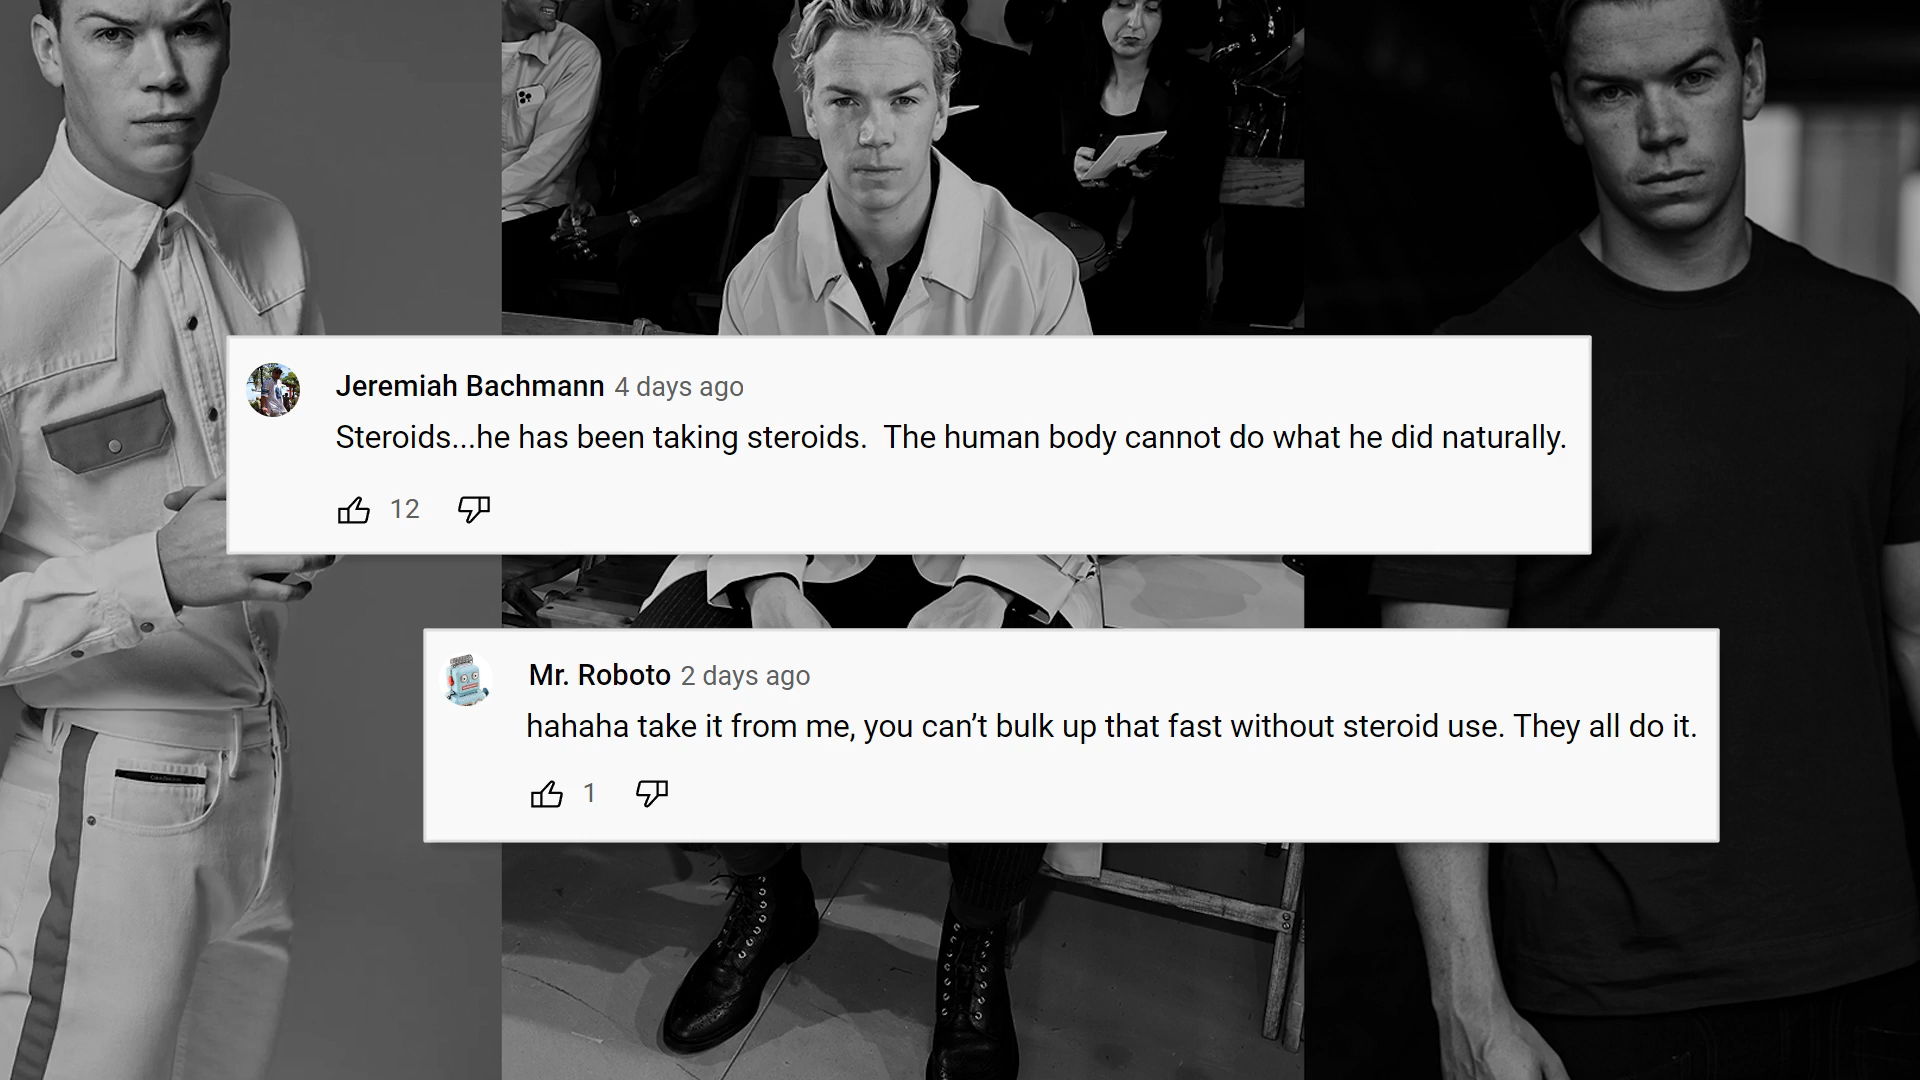 Jeremiah Bachmann 4 days ago
Steroids...he has been taking steroids.  The human body cannot do what he did naturally.
12
Mr. Roboto 2 days ago
hahaha take it from me, you can’t bulk up that fast without steroid use. They all do it.
1